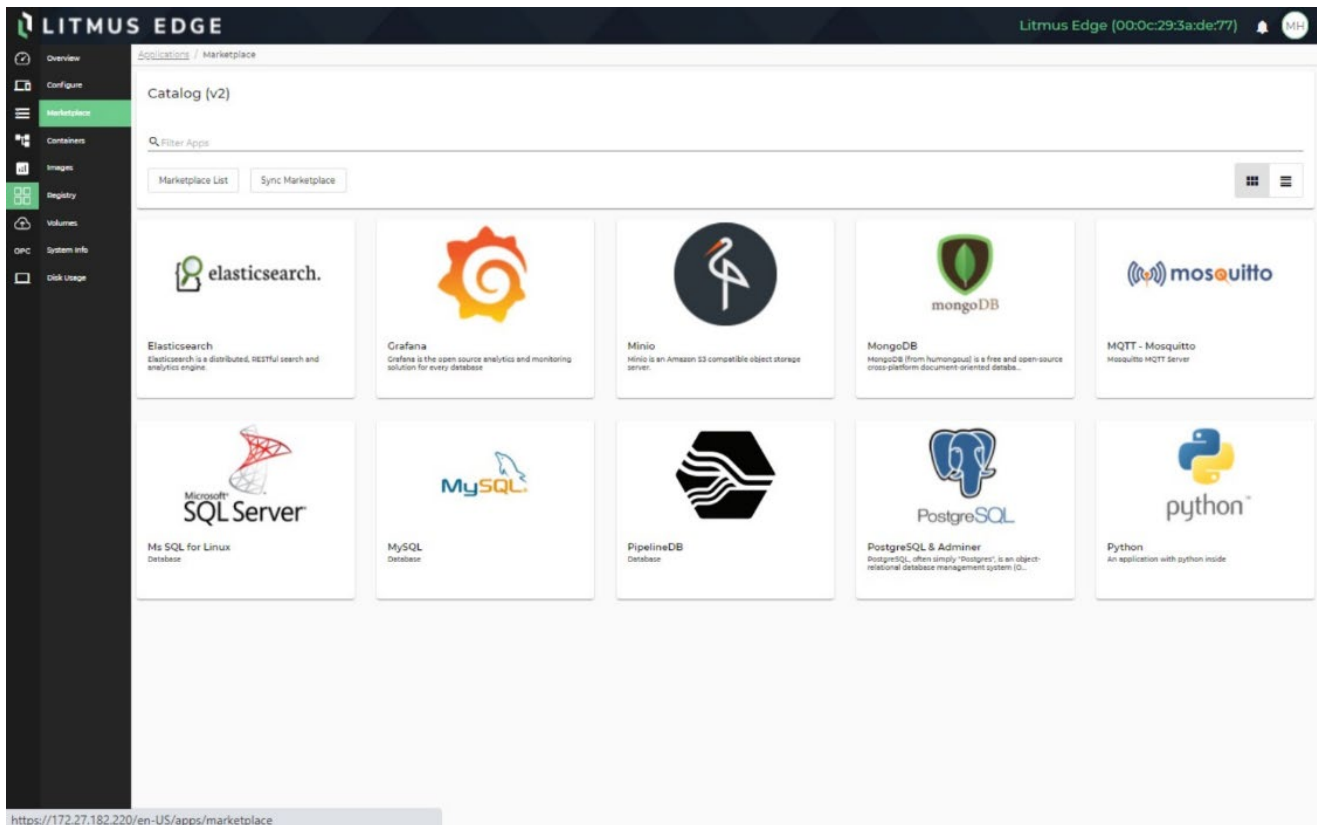 LITMUS EDGE
Litmus Edge (00:0c:29:3a:de:77)
MH
Overview
Configure
Marketplace
Containers
Images
Registry
Volumes
OPC
System Info
Disk Usage
Applications / Marketplace
Catalog (v2)
Filter Apps
Marketplace List
Sync Marketplace
elasticsearch.
Elasticsearch
Elasticsearch is a distributed, RESTful search and
analytics engine.
Grafana
Grafana is the open source analytics and monitoring
solution for every database
Minio
Minio is an Amazon S3 compatible object storage
server.
mongoDB
MongoDB
MongoDB (from humongous) is a free and open-source
cross-platform document-oriented databa...
mosquitto
MQTT - Mosquitto
Mosquitto MQTT Server
Microsoft®
SQL Server
Ms SQL for Linux
Database
MySQL
MySQL
Database
PipelineDB
Database
PostgreSQL
PostgreSQL & Adminer
PostgreSQL, often simply "Postgres", is an object-
relational database management system (O...
python™
Python
An application with python inside
https://172.27.182.220/en-US/apps/marketplace